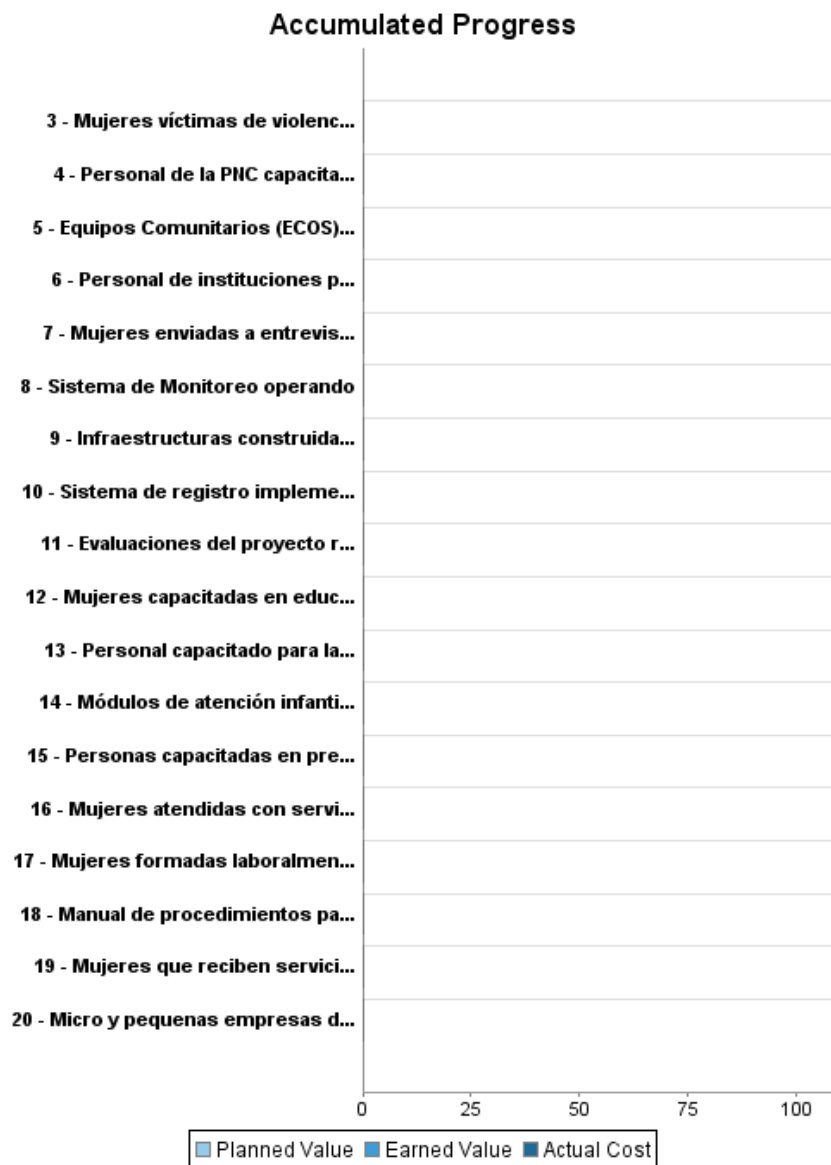 Accumulated Progress
3 - Mujeres víctimas de violenc...
4 - Personal de la PNC capacita...
5 - Equipos Comunitarios (ECOS)...
6 - Personal de instituciones p...
7 - Mujeres enviadas a entrevis...
8 - Sistema de Monitoreo operando
9 - Infraestructuras construida...
10 - Sistema de registro impleme...
11 - Evaluaciones del proyecto r...
12 - Mujeres capacitadas en educ...
13 - Personal capacitado para la...
14 - Módulos de atención infanti...
15 - Personas capacitadas en pre...
16 - Mujeres atendidas con servi...
17 - Mujeres formadas laboralmen...
18 - Manual de procedimientos pa...
19 - Mujeres que reciben servici...
20 - Micro y pequenas empresas d...
0 25 50 75 100
Planned Value Earned Value Actual Cost